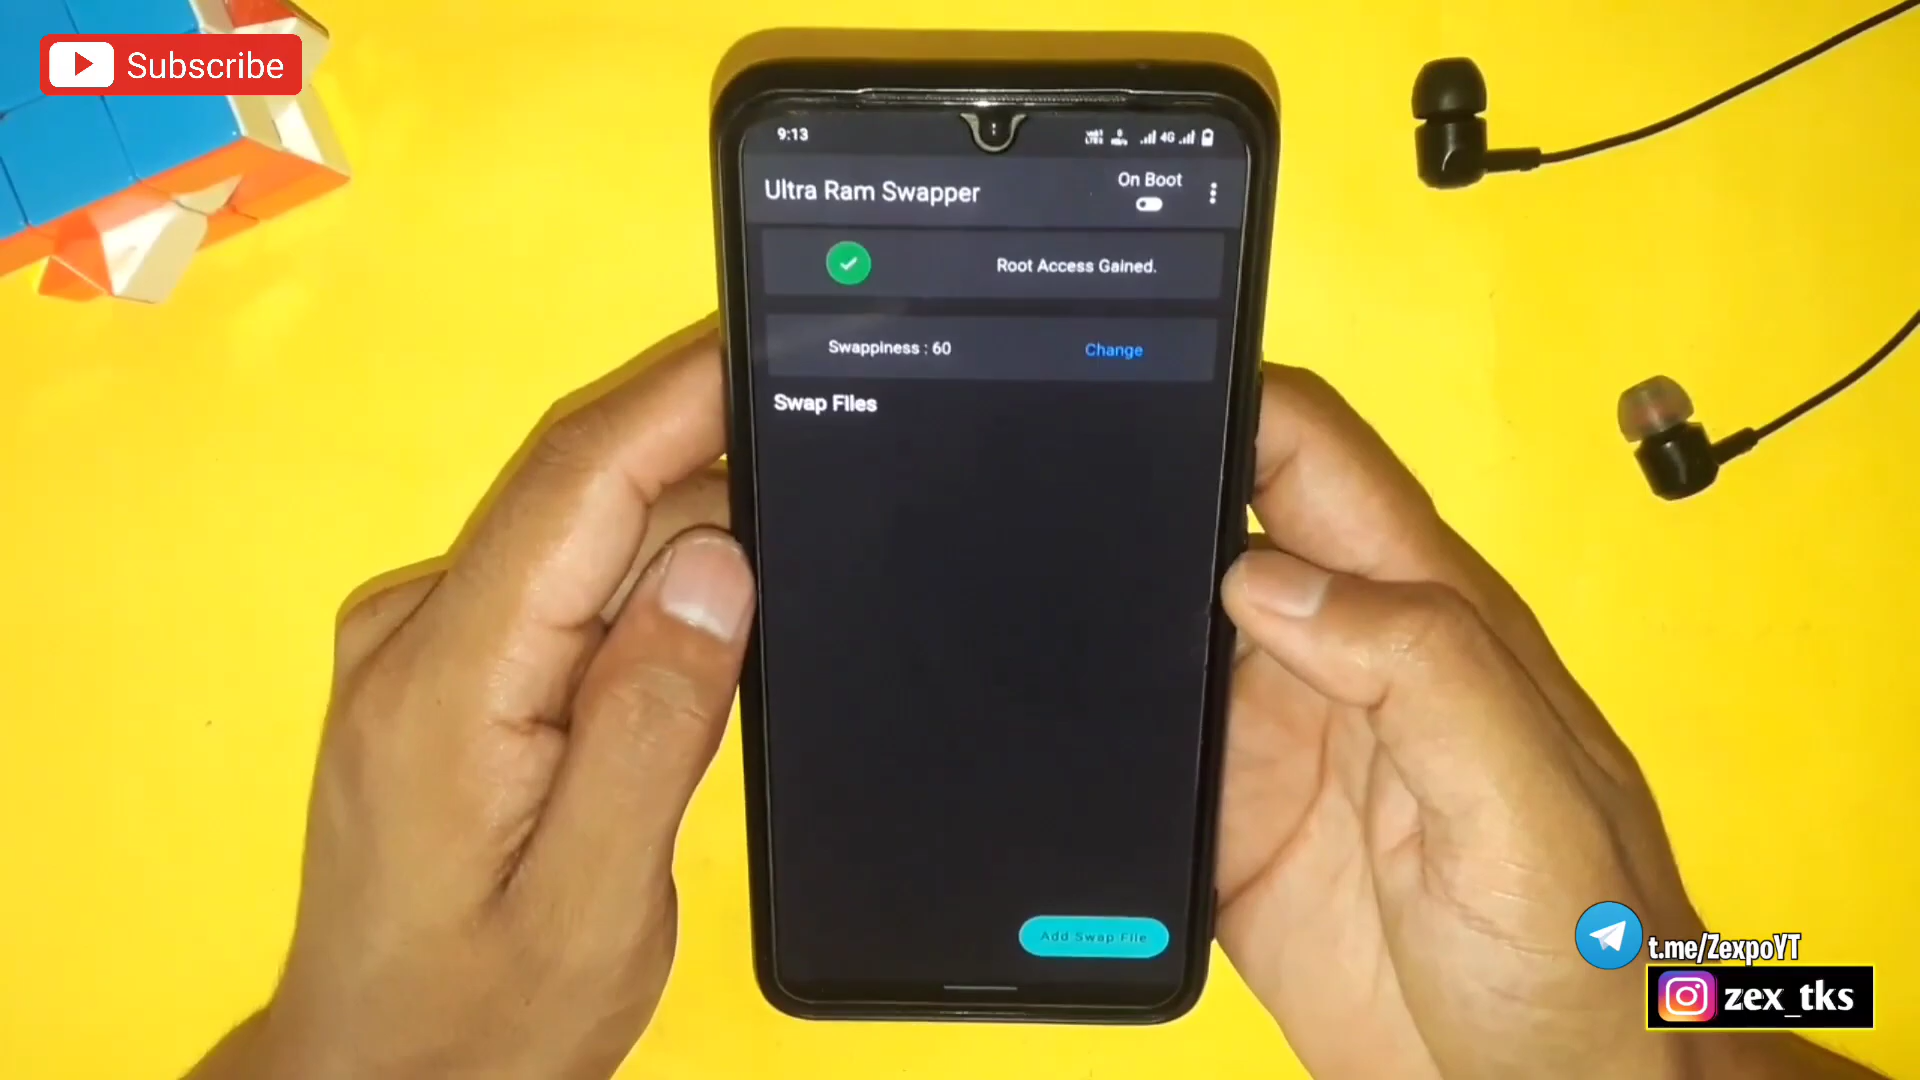 Subscribe
9:13
4G
Ultra Ram Swapper
On Boot
Root Access Gained.
Swappiness : 60
Change
Swap Files
Add Swap File
t.me/ZexpoYT
zex_tks